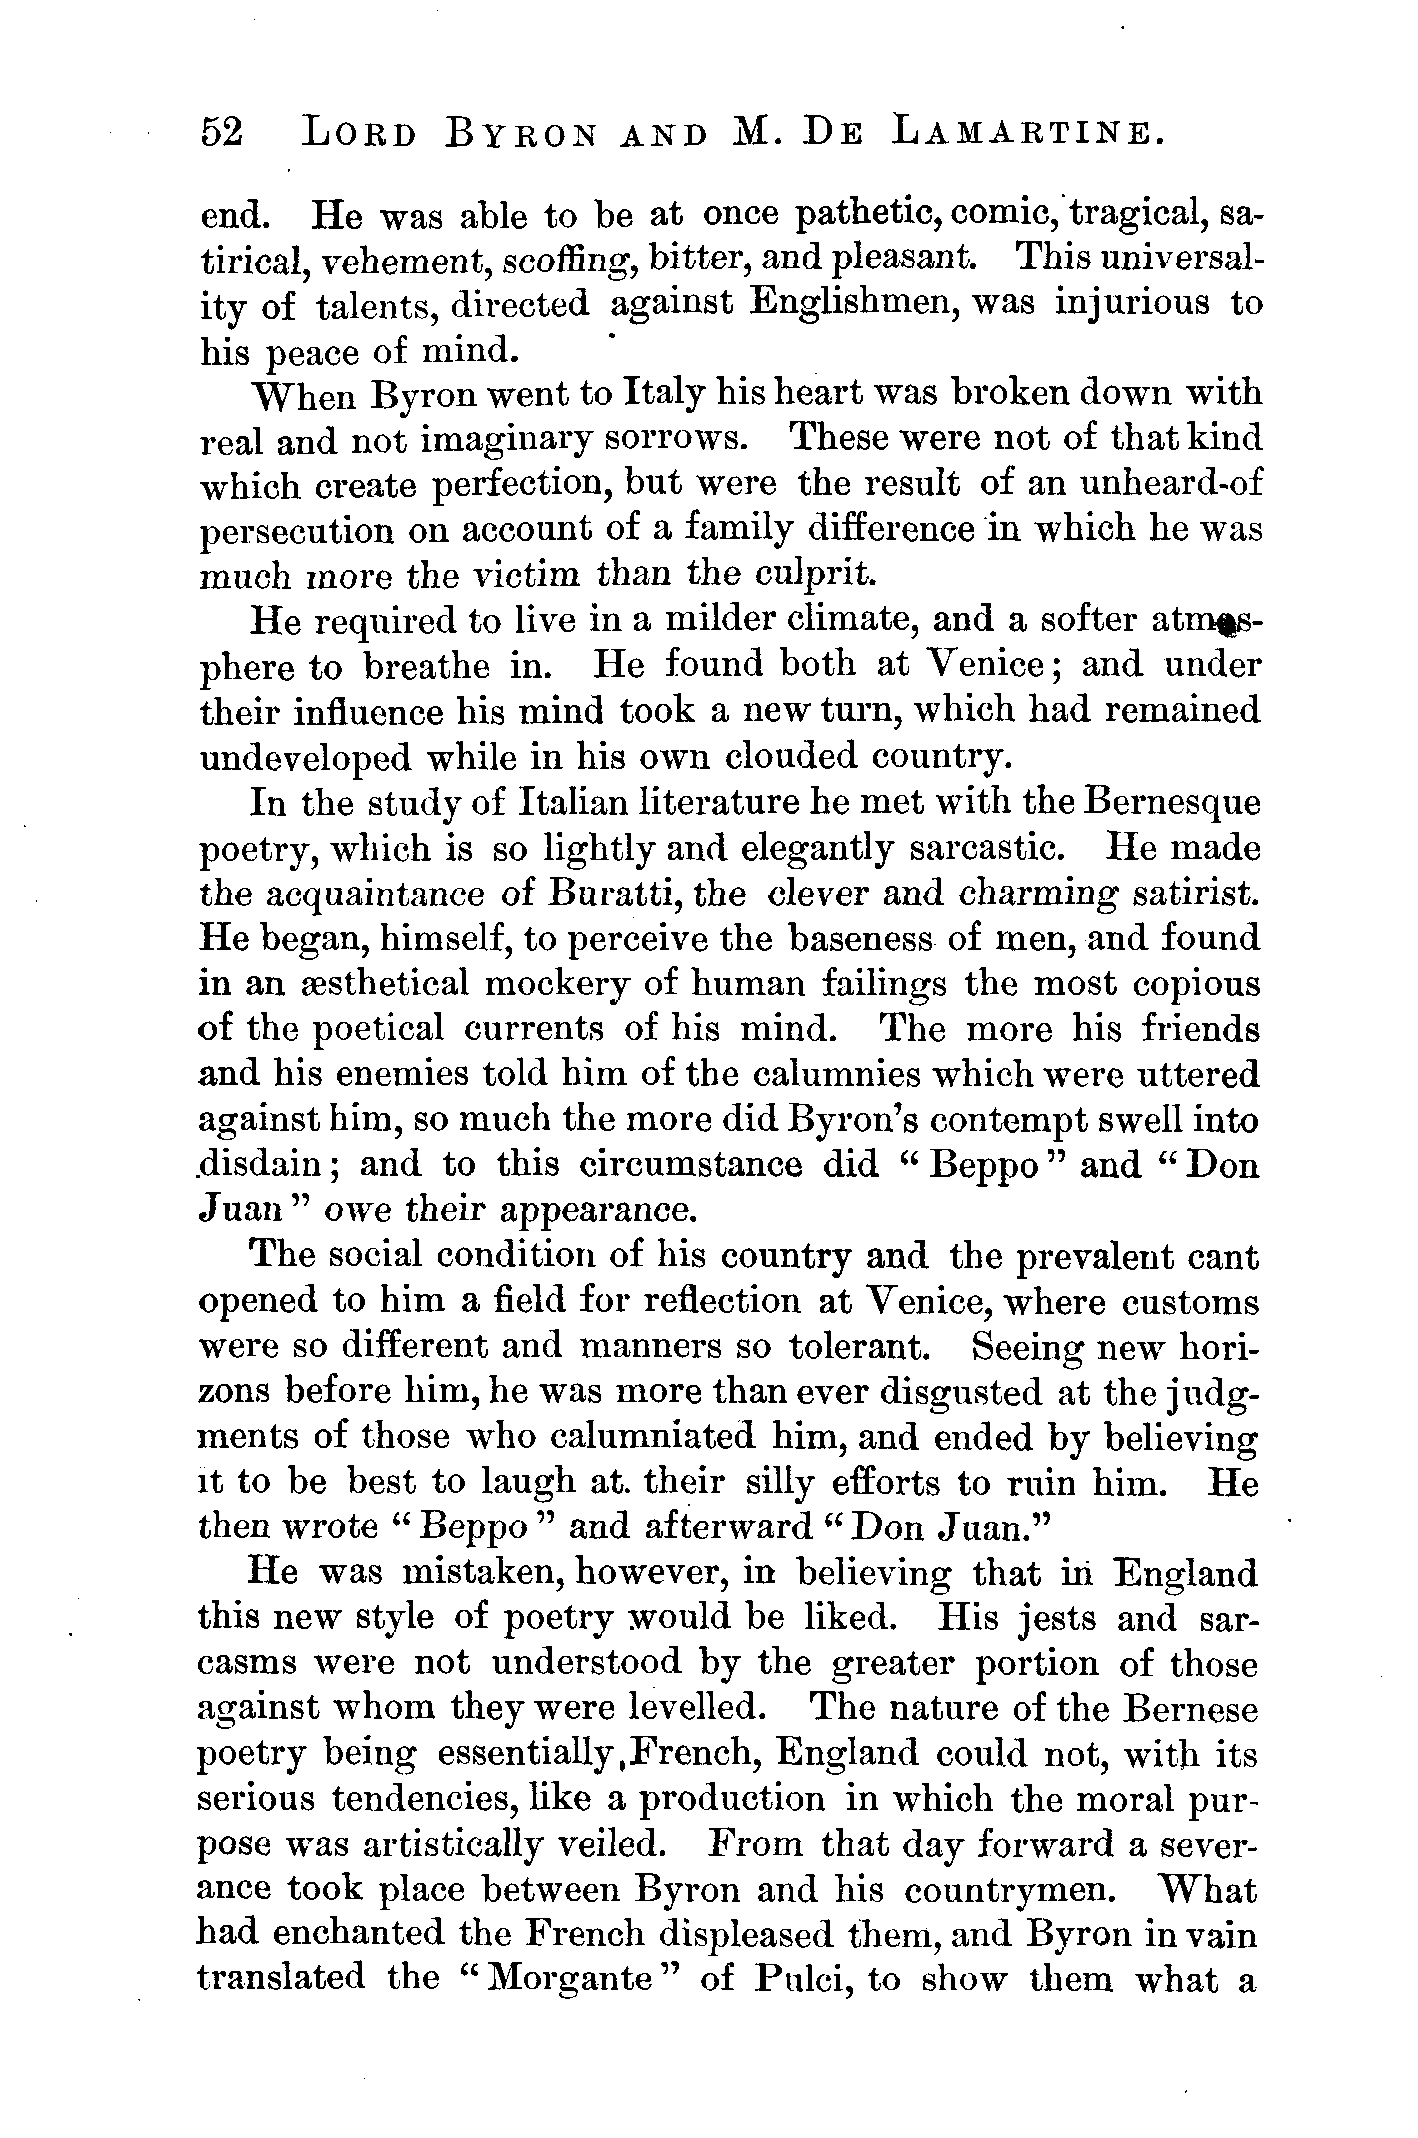 52 LORD BYRON AND M. DE LAMARTINE.
end. He was able to be at once pathetic, comic, tragical, sa-
tirical, vehement, scoffing, bitter, and pleasant. This universal-
ity of talents, directed against Englishmen, was injurious to
his peace of mind.
When Byron went to Italy his heart was broken down with
real and not imaginary sorrows. These were not of that kind
which create perfection, but were the result of an unheard-of
persecution on account of a family difference in which he was
much more the victim than the culprit.
He required to live in a milder climate, and a softer atmos-
phere to breathe in. He found both at Venice; and under
their influence his mind took a new turn, which had remained
undeveloped while in his own clouded country.
In the study of Italian literature he met with the Bernesque
poetry, which is so lightly and elegantly sarcastic. He made
the acquaintance of Buratti, the clever and charming satirist.
He began, himself, to perceive the baseness of men, and found
in an æsthetical mockery of human failings the most copious
of the poetical currents of his mind. The more his friends
and his enemies told him of the calumnies which were uttered
against him, so much the more did Byron's contempt swell into
disdain; and to this circumstance did "Beppo" and "Don
Juan" owe their appearance.
The social condition of his country and the prevalent cant
opened to him a field for reflection at Venice, where customs
were so different and manners so tolerant. Seeing new hori-
zons before him, he was more than ever disgusted at the judg-
ments of those who calumniated him, and ended by believing
it to be best to laugh at their silly efforts to ruin him. He
then wrote "Beppo" and afterward "Don Juan."
He was mistaken, however, in believing that in England
this new style of poetry would be liked. His jests and sar-
casms were not understood by the greater portion of those
against whom they were levelled. The nature of the Bernese
poetry being essentially French, England could not, with its
serious tendencies, like a production in which the moral pur-
pose was artistically veiled. From that day forward a sever-
ance took place between Byron and his countrymen. What
had enchanted the French displeased them, and Byron in vain
translated the "Morgante" of Pulci, to show them what a